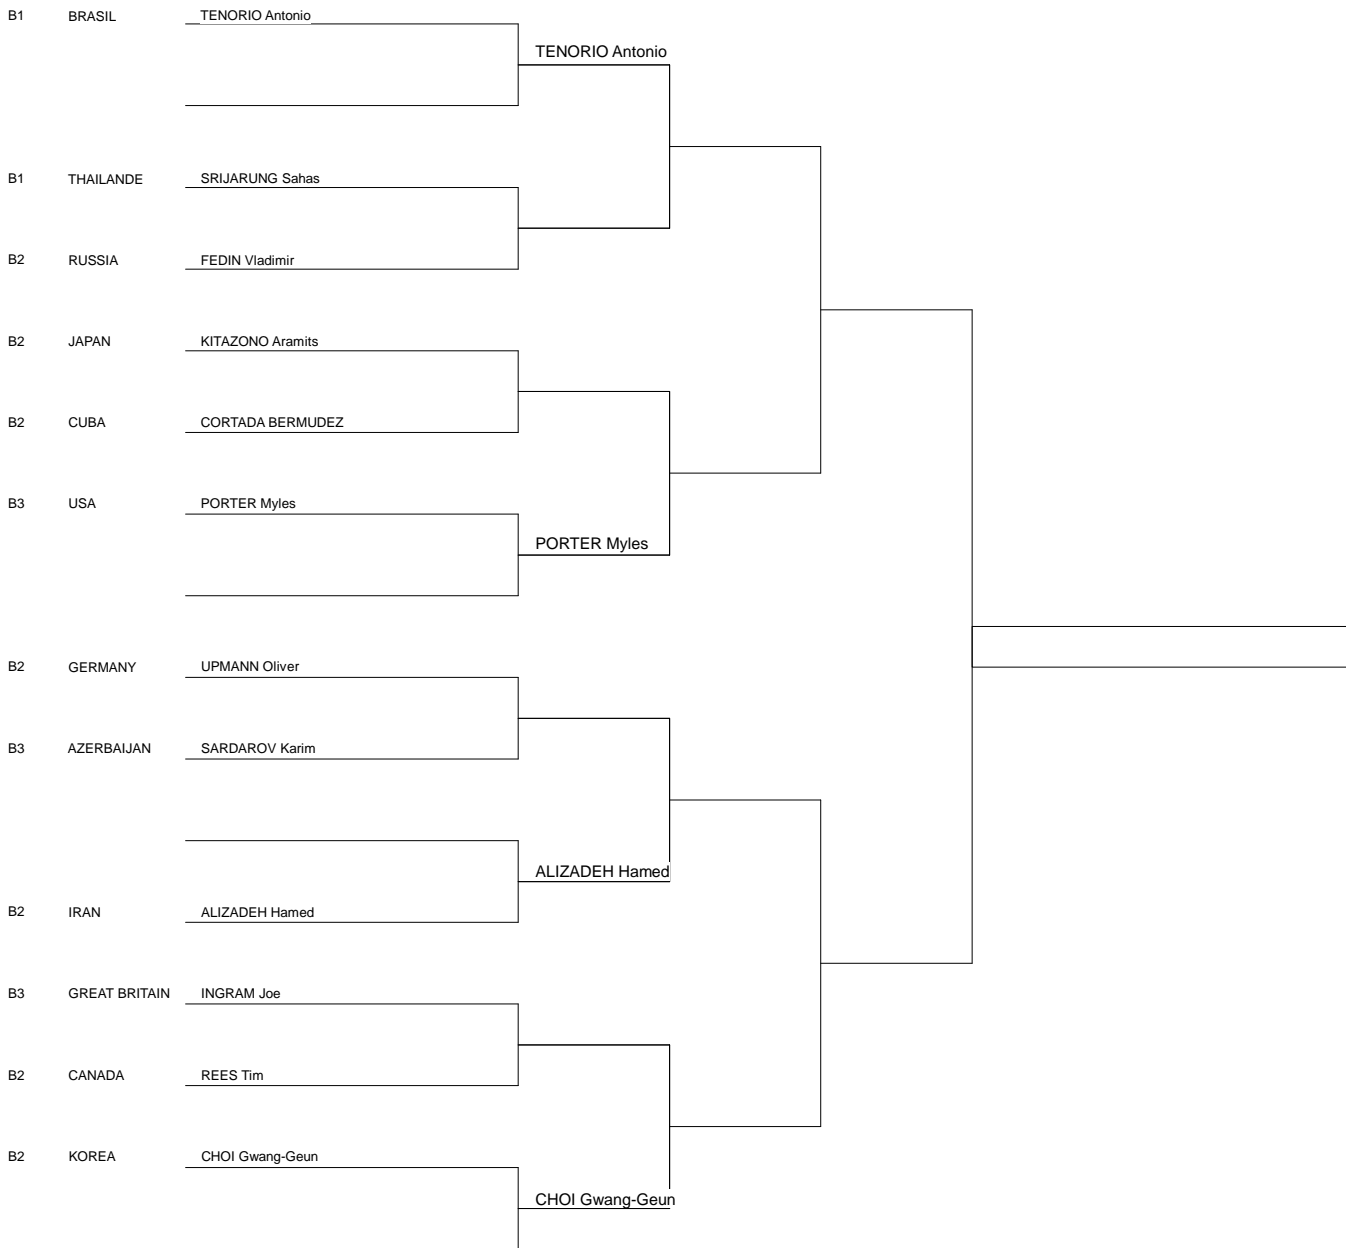 B1 BRASIL TENORIO Antonio
TENORIO Antonio
B1 THAILANDE SRIJARUNG Sahas
B2 RUSSIA FEDIN Vladimir
B2 JAPAN KITAZONO Aramits
B2 CUBA CORTADA BERMUDEZ
B3 USA PORTER Myles
PORTER Myles
B2 GERMANY UPMANN Oliver
B3 AZERBAIJAN SARDAROV Karim
ALIZADEH Hamed
B2 IRAN ALIZADEH Hamed
B3 GREAT BRITAIN INGRAM Joe
B2 CANADA REES Tim
B2 KOREA CHOI Gwang-Geun
CHOI Gwang-Geun